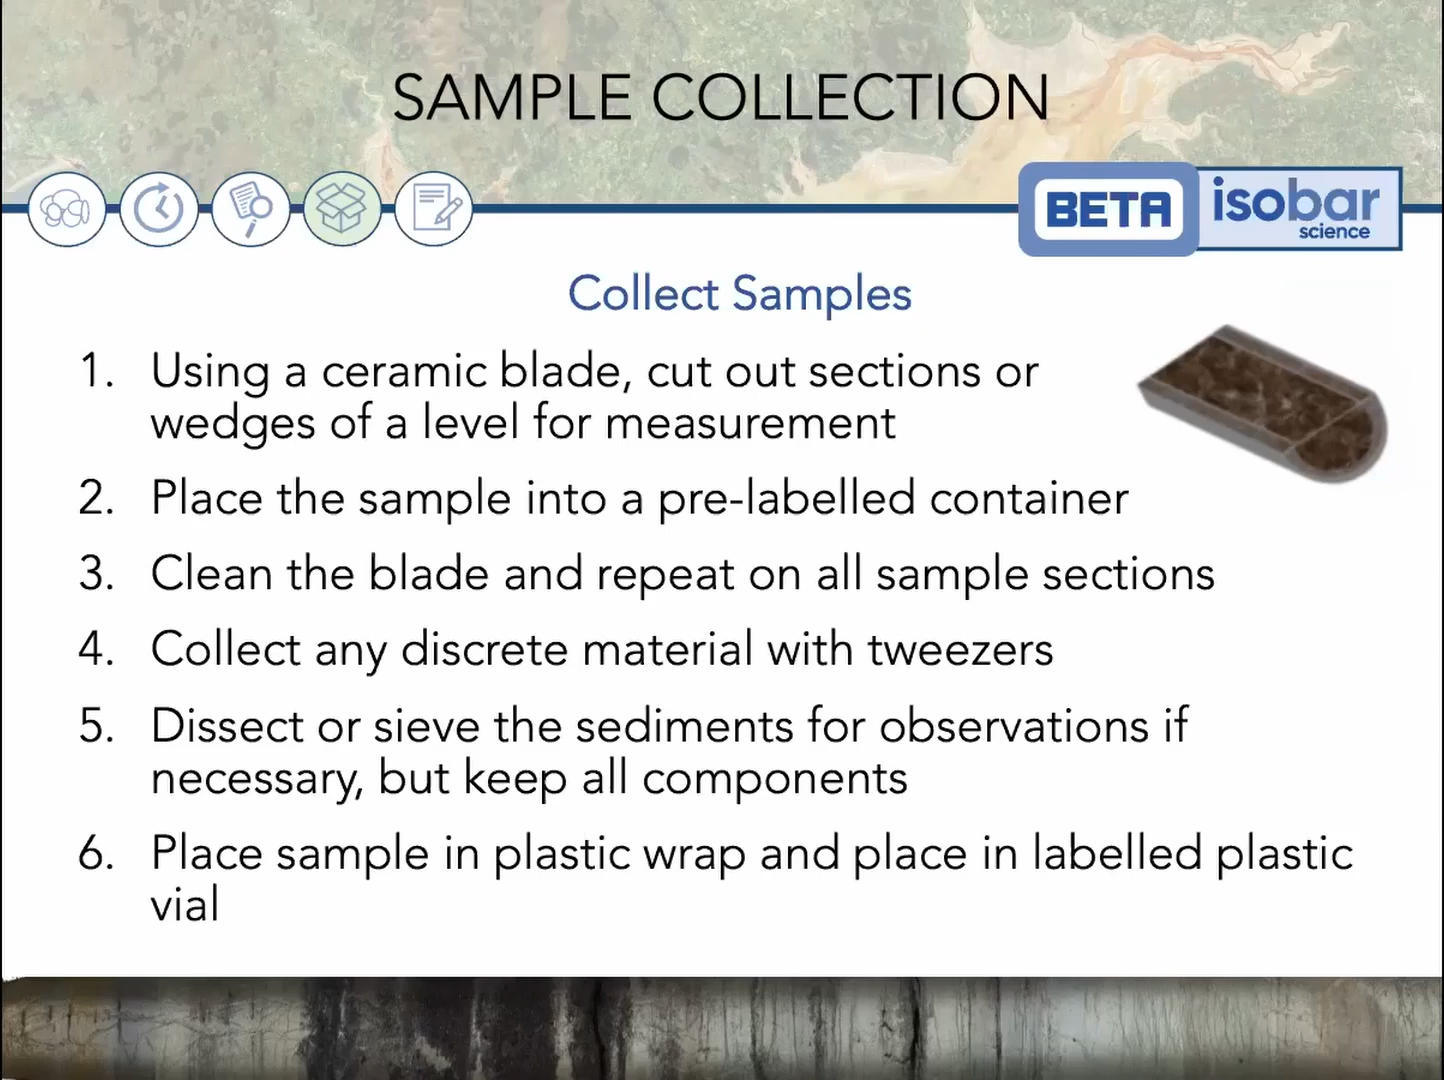 SAMPLE COLLECTION
BETA
isobar
science
Collect Samples
1. Using a ceramic blade, cut out sections or
wedges of a level for measurement
2. Place the sample into a pre-labelled container
3. Clean the blade and repeat on all sample sections
4. Collect any discrete material with tweezers
5. Dissect or sieve the sediments for observations if
necessary, but keep all components
6. Place sample in plastic wrap and place in labelled plastic
vial